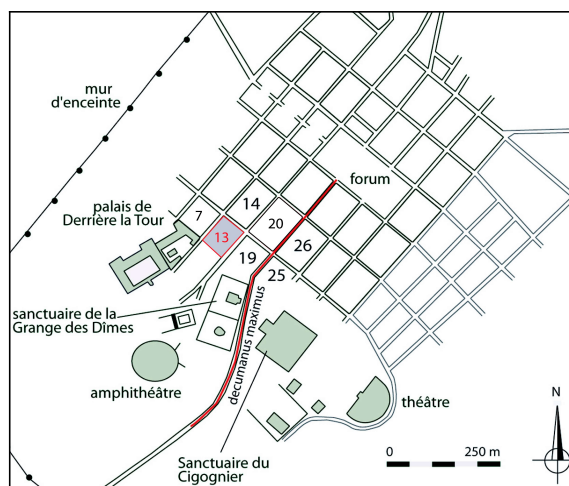 mur
d'enceinte
forum
palais de
Derrière la Tour
7
14
13
20
19
26
25
sanctuaire de la
Grange des Dîmes
decumanus maximus
amphithéâtre
théâtre
Sanctuaire du
Cigognier
N
0
250 m